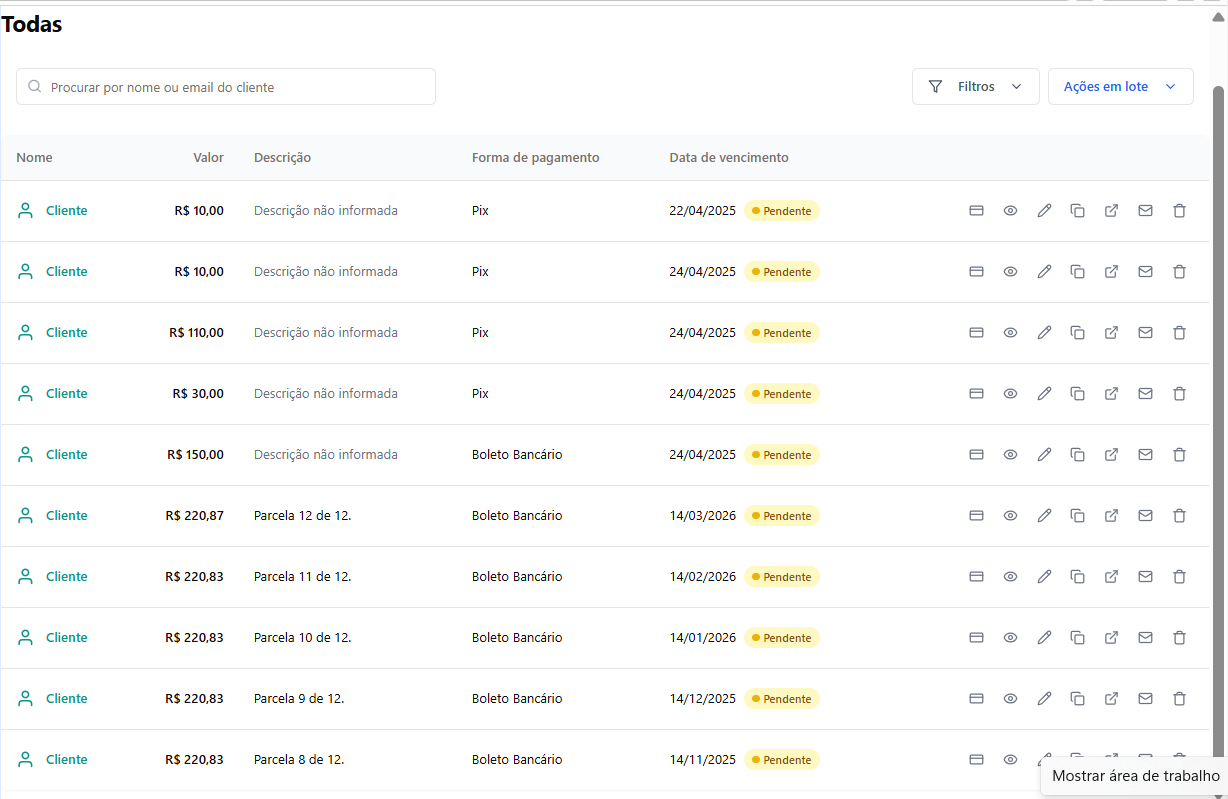 Todas
Procurar por nome ou email do cliente
Filtros
Ações em lote
Nome Valor Descrição Forma de pagamento Data de vencimento
Cliente R$ 10,00 Descrição não informada Pix 22/04/2025 Pendente
Cliente R$ 10,00 Descrição não informada Pix 24/04/2025 Pendente
Cliente R$ 110,00 Descrição não informada Pix 24/04/2025 Pendente
Cliente R$ 30,00 Descrição não informada Pix 24/04/2025 Pendente
Cliente R$ 150,00 Descrição não informada Boleto Bancário 24/04/2025 Pendente
Cliente R$ 220,87 Parcela 12 de 12. Boleto Bancário 14/03/2026 Pendente
Cliente R$ 220,83 Parcela 11 de 12. Boleto Bancário 14/02/2026 Pendente
Cliente R$ 220,83 Parcela 10 de 12. Boleto Bancário 14/01/2026 Pendente
Cliente R$ 220,83 Parcela 9 de 12. Boleto Bancário 14/12/2025 Pendente
Cliente R$ 220,83 Parcela 8 de 12. Boleto Bancário 14/11/2025 Pendente
Mostrar área de trabalho